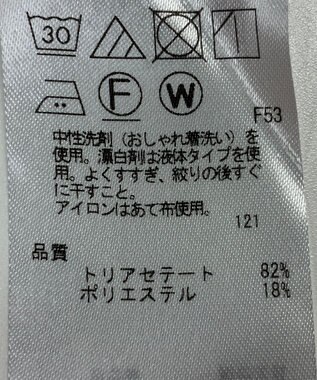 30
F W
F53
中性洗剤（おしゃれ着洗い）を
使用。漂白剤は液体タイプを使
用。よくすすぎ、絞りの後すぐ
に干すこと。
アイロンはあて布使用。
121
品質
トリアセテート 82%
ポリエステル 18%